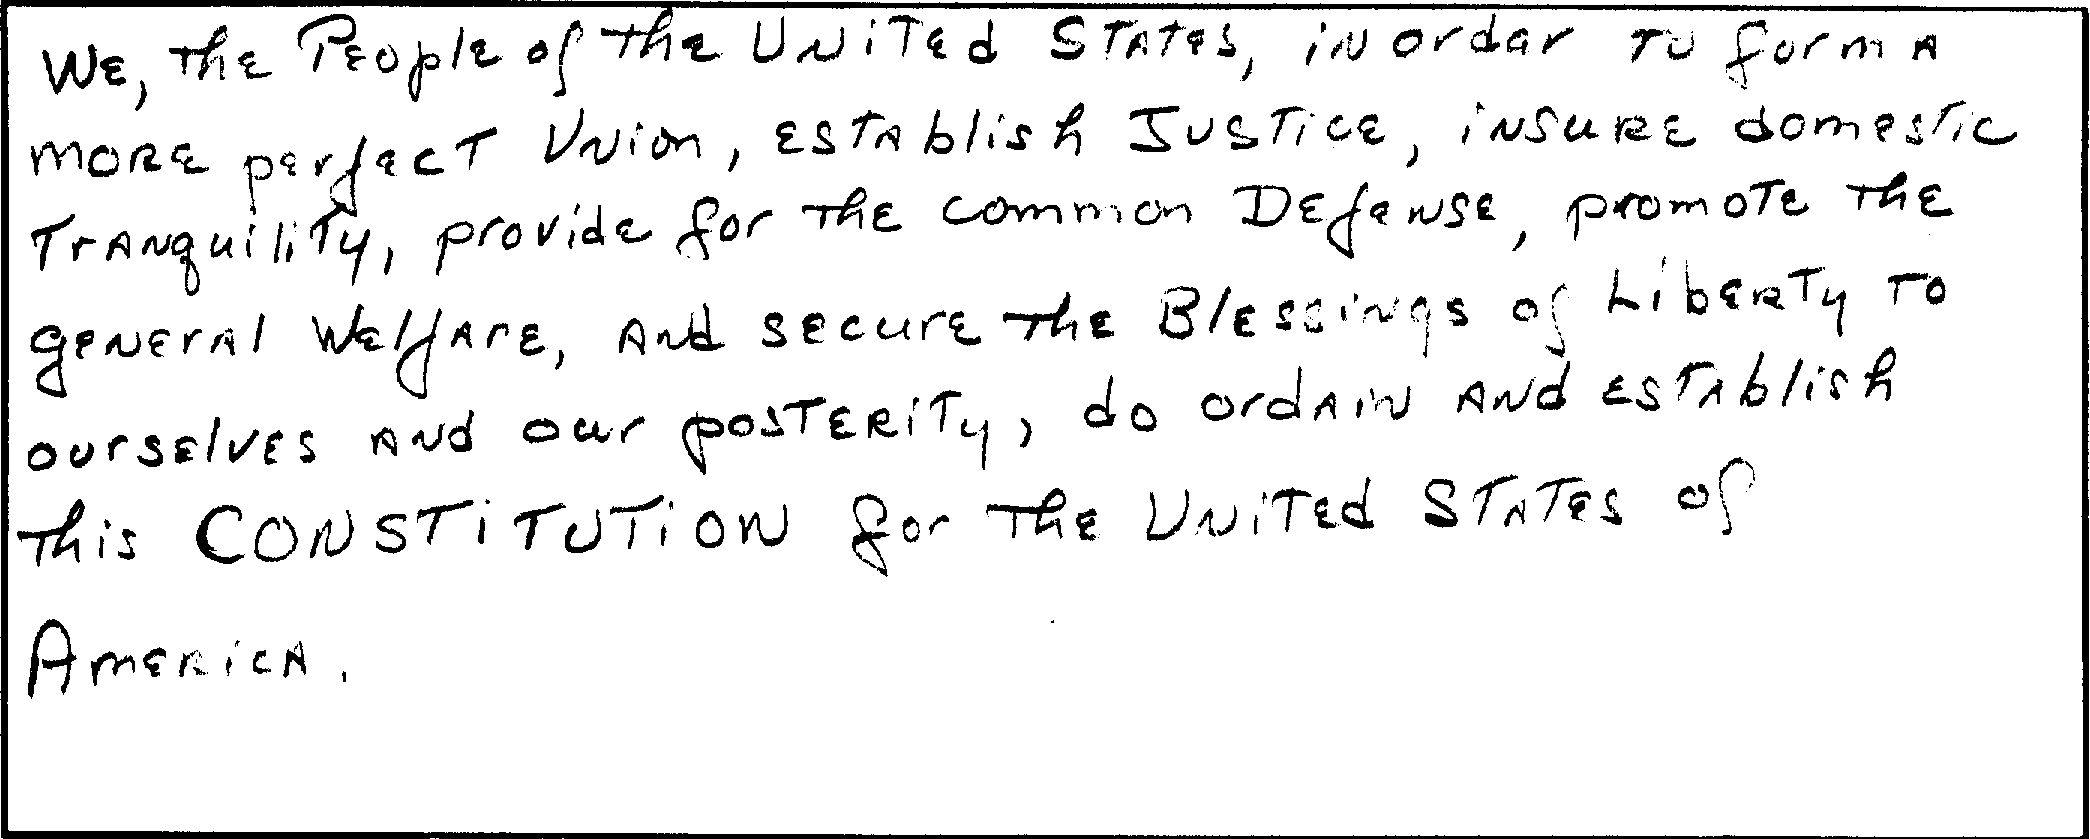 We, the People of the United States, in order to form a
more perfect Union, establish Justice, insure domestic
Tranquility, provide for the common Defense, promote the
general Welfare, and secure the Blessings of Liberty to
ourselves and our posterity, do ordain and establish
this CONSTITUTION for the United States of
America.